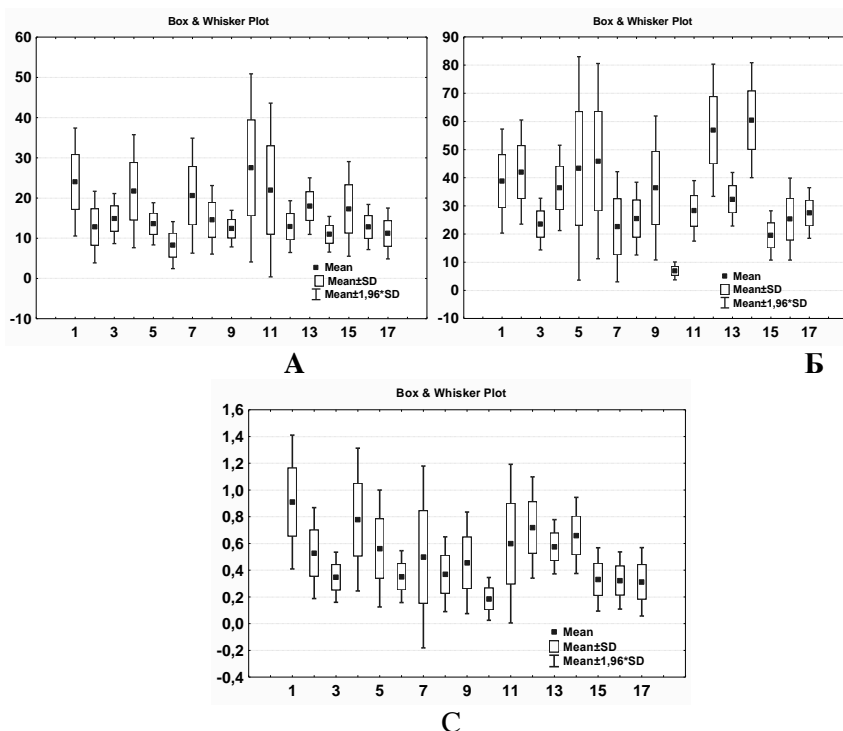 Box & Whisker Plot
60
50
40
30
20
10
0
-10
Mean
Mean±SD
Mean±1,96*SD
1 3 5 7 9 11 13 15 17
А
Box & Whisker Plot
90
80
70
60
50
40
30
20
10
0
-10
Mean
Mean±SD
Mean±1,96*SD
1 3 5 7 9 11 13 15 17
Б
Box & Whisker Plot
1,6
1,4
1,2
1,0
0,8
0,6
0,4
0,2
0,0
0,2
0,4
Mean
Mean±SD
Mean±1,96*SD
1 3 5 7 9 11 13 15 17
С